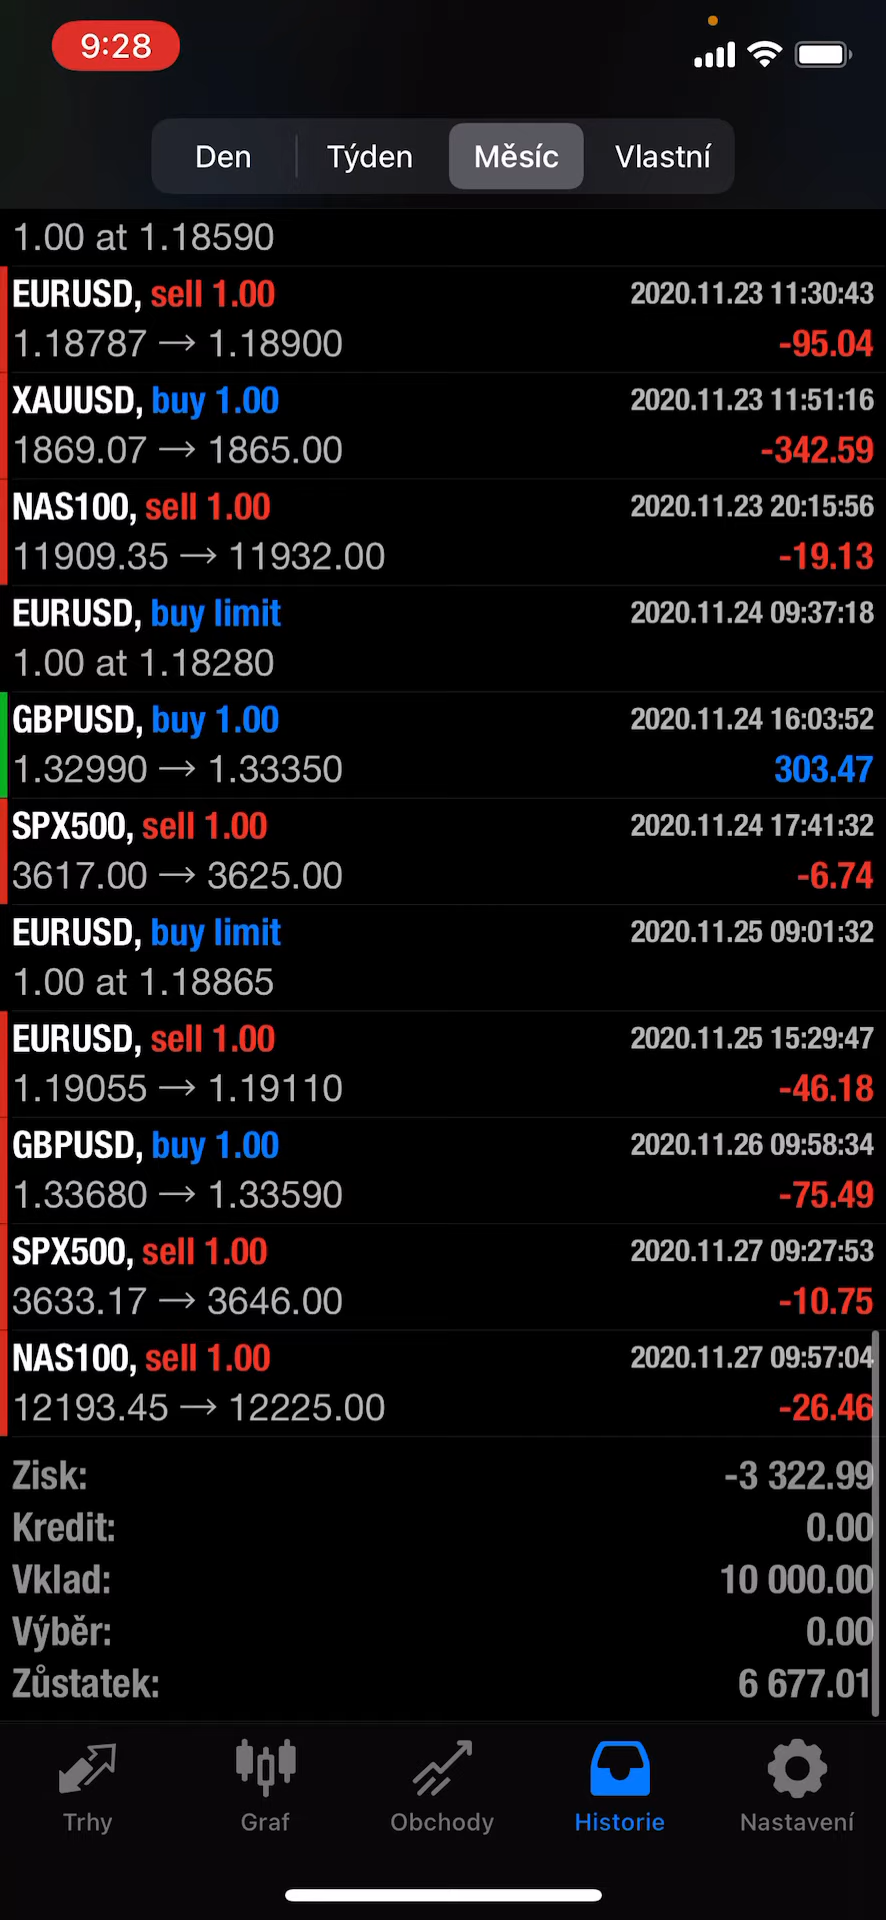 9:28
Den Týden Měsíc Vlastní
1.00 at 1.18590
EURUSD, sell 1.00 2020.11.23 11:30:43
1.18787 → 1.18900 -95.04
XAUUSD, buy 1.00 2020.11.23 11:51:16
1869.07 → 1865.00 -342.59
NAS100, sell 1.00 2020.11.23 20:15:56
11909.35 → 11932.00 -19.13
EURUSD, buy limit 2020.11.24 09:37:18
1.00 at 1.18280
GBPUSD, buy 1.00 2020.11.24 16:03:52
1.32990 → 1.33350 303.47
SPX500, sell 1.00 2020.11.24 17:41:32
3617.00 → 3625.00 -6.74
EURUSD, buy limit 2020.11.25 09:01:32
1.00 at 1.18865
EURUSD, sell 1.00 2020.11.25 15:29:47
1.19055 → 1.19110 -46.18
GBPUSD, buy 1.00 2020.11.26 09:58:34
1.33680 → 1.33590 -75.49
SPX500, sell 1.00 2020.11.27 09:27:53
3633.17 → 3646.00 -10.75
NAS100, sell 1.00 2020.11.27 09:57:04
12193.45 → 12225.00 -26.46
Zisk: -3 322.99
Kredit: 0.00
Vklad: 10 000.00
Výběr: 0.00
Zůstatek: 6 677.01
Trhy Graf Obchody Historie Nastavení